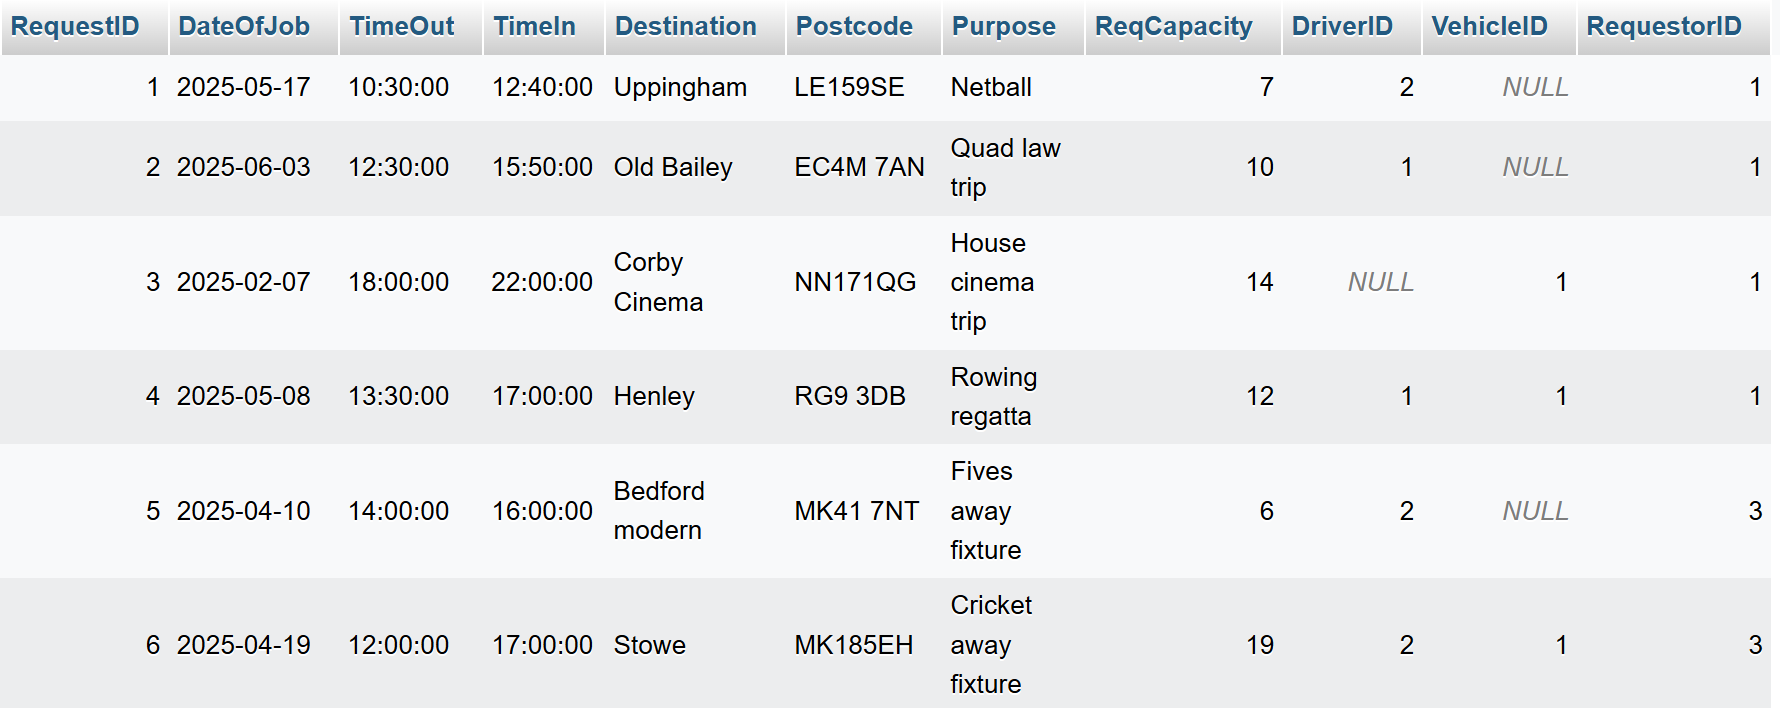 RequestID DateOfJob TimeOut TimeIn Destination Postcode Purpose ReqCapacity DriverID VehicleID RequestorID
1 2025-05-17 10:30:00 12:40:00 Uppingham LE159SE Netball 7 2 NULL 1
2 2025-06-03 12:30:00 15:50:00 Old Bailey EC4M 7AN Quad law trip 10 1 NULL 1
3 2025-02-07 18:00:00 22:00:00 Corby Cinema NN171QG House cinema trip 14 NULL 1 1
4 2025-05-08 13:30:00 17:00:00 Henley RG9 3DB Rowing regatta 12 1 1 1
5 2025-04-10 14:00:00 16:00:00 Bedford modern MK41 7NT Fives away fixture 6 2 NULL 3
6 2025-04-19 12:00:00 17:00:00 Stowe MK185EH Cricket away fixture 19 2 1 3